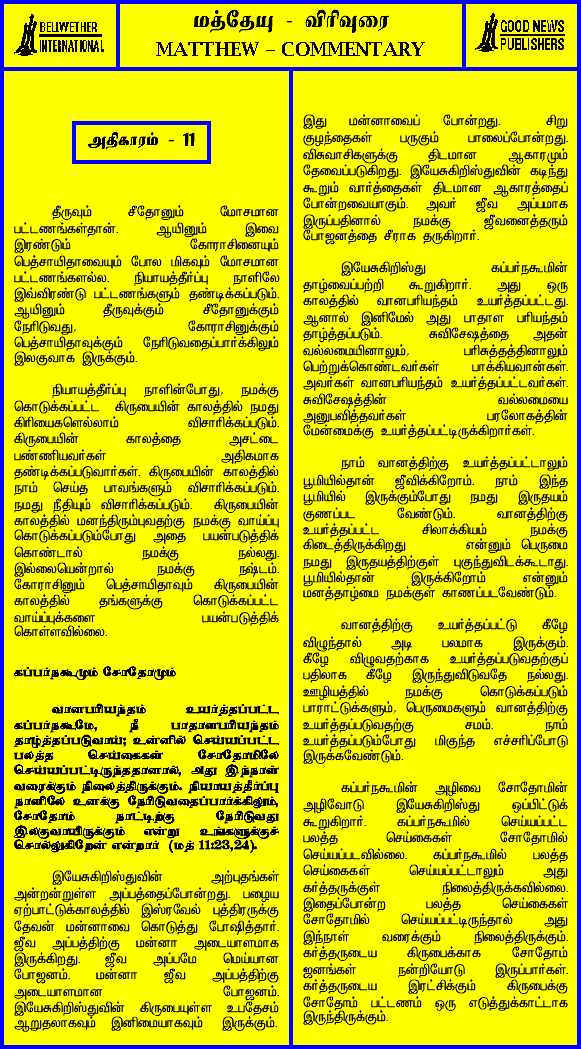 BELIWETHER
INTERNATIONAL
மத்தேயு - விரிவுரை
MATTHEW – COMMENTARY
GOOD NEWS
PUBLISHERS
அதிகாரம் - 11
தீருவும் சீதோனும் மோசமான
பட்டணங்கள்தான். ஆயினும் இவை
இரண்டும் கோராசினையும்
பெத்சாயிதாவையும் போல மிகவும் மோசமான
பட்டணங்களல்ல. நியாயத்தீர்ப்பு நாளிலே
இவ்விரண்டு பட்டணங்களும் தண்டிக்கப்படும்.
ஆயினும் தீருவுக்கும் சீதோனுக்கும்
நேரிடுவது, கோராசினுக்கும்
பெத்சாயிதாவுக்கும் நேரிடுவதைப்பார்க்கிலும்
இலகுவாக இருக்கும்.
நியாயத்தீர்ப்பு நாளின்போது, நமக்கு
கொடுக்கப்பட்ட கிருபையின் காலத்தில் நமது
கிரியைகளெல்லாம் விசாரிக்கப்படும்.
கிருபையின் காலத்தை அசட்டை
பண்ணியவர்கள் அதிகமாக
தண்டிக்கப்படுவார்கள். கிருபையின் காலத்தில்
நாம் செய்த பாவங்களும் விசாரிக்கப்படும்.
நமது நீதியும் விசாரிக்கப்படும். கிருபையின்
காலத்தில் மனந்திரும்புவதற்கு நமக்கு வாய்ப்பு
கொடுக்கப்படும்போது அதை பயன்படுத்திக்
கொண்டால் நமக்கு நல்லது.
இல்லையென்றால் நமக்கு நஷ்டம்.
கோராசினும் பெத்சாயிதாவும் கிருபையின்
காலத்தில் தங்களுக்கு கொடுக்கப்பட்ட
வாய்ப்புக்களை பயன்படுத்திக்
கொள்ளவில்லை.
கப்பர்நகூமும் சோதோமும்
வானபரியந்தம் உயர்த்தப்பட்ட
கப்பர்நகூமே, நீ பாதாளபரியந்தம்
தாழ்த்தப்படுவாய்; உன்னில் செய்யப்பட்ட
பலத்த செய்கைகள் சோதோமிலே
செய்யப்பட்டிருந்ததானால், அது இந்நாள்
வரைக்கும் நிலைத்திருக்கும். நியாயத்தீர்ப்பு
நாளிலே உனக்கு நேரிடுவதைப்பார்க்கிலும்,
சோதோம் நாட்டிற்கு நேரிடுவது
இலகுவாயிருக்கும் என்று உங்களுக்குச்
சொல்லுகிறேன் என்றார் (மத் 11:23,24).
இயேசுகிறிஸ்துவின் அற்புதங்கள்
அன்றன்றுள்ள அப்பத்தைப்போன்றது. பழைய
ஏற்பாட்டுக்காலத்தில் இஸ்ரவேல் புத்திரருக்கு
தேவன் மன்னாவை கொடுத்து போஷித்தார்.
ஜீவ அப்பத்திற்கு மன்னா அடையாளமாக
இருக்கிறது. ஜீவ அப்பமே மெய்யான
போஜனம். மன்னா ஜீவ அப்பத்திற்கு
அடையாளமான போஜனம்.
இயேசுகிறிஸ்துவின் கிருபையுள்ள உபதேசம்
ஆறுதலாகவும் இனிமையாகவும் இருக்கும்.
இது மன்னாவைப் போன்றது. சிறு
குழந்தைகள் பருகும் பாலைப்போன்றது.
விசுவாசிகளுக்கு திடமான ஆகாரமும்
தேவைப்படுகிறது. இயேசுகிறிஸ்துவின் கடிந்து
கூறும் வார்த்தைகள் திடமான ஆகாரத்தைப்
போன்றவையாகும். அவர் ஜீவ அப்பமாக
இருப்பதினால் நமக்கு ஜீவனைத்தரும்
போஜனத்தை சீராக தருகிறார்.
இயேசுகிறிஸ்து கப்பர்நகூமின்
தாழ்வைப்பற்றி கூறுகிறார். அது ஒரு
காலத்தில் வானபரியந்தம் உயர்த்தப்பட்டது.
ஆனால் இனிமேல் அது பாதாள பரியந்தம்
தாழ்த்தப்படும். சுவிசேஷத்தை அதன்
வல்லமையினாலும், பரிசுத்தத்தினாலும்
பெற்றுக்கொண்டவர்கள் பாக்கியவான்கள்.
அவர்கள் வானபரியந்தம் உயர்த்தப்பட்டவர்கள்.
சுவிசேஷத்தின் வல்லமையை
அனுபவித்தவர்கள் பரலோகத்தின்
மேன்மைக்கு உயர்த்தப்பட்டிருக்கிறார்கள்.
நாம் வானத்திற்கு உயர்த்தப்பட்டாலும்
பூமியில்தான் ஜீவிக்கிறோம். நாம் இந்த
பூமியில் இருக்கும்போது நமது இருதயம்
குணப்பட வேண்டும். வானத்திற்கு
உயர்த்தப்பட்ட சிலாக்கியம் நமக்கு
கிடைத்திருக்கிறது என்னும் பெருமை
நமது இருதயத்திற்குள் புகுந்துவிடக்கூடாது.
பூமியில்தான் இருக்கிறோம் என்னும்
மனத்தாழ்மை நமக்குள் காணப்படவேண்டும்.
வானத்திற்கு உயர்த்தப்பட்டு கீழே
விழுந்தால் அடி பலமாக இருக்கும்.
கீழே விழுவதற்காக உயர்த்தப்படுவதற்குப்
பதிலாக கீழே இருந்துவிடுவதே நல்லது.
ஊழியத்தில் நமக்கு கொடுக்கப்படும்
பாராட்டுக்களும், பெருமைகளும் வானத்திற்கு
உயர்த்தப்படுவதற்கு சமம். நாம்
உயர்த்தப்படும்போது மிகுந்த எச்சரிப்போடு
இருக்கவேண்டும்.
கப்பர்நகூமின் அழிவை சோதோமின்
அழிவோடு இயேசுகிறிஸ்து ஒப்பிட்டுக்
கூறுகிறார். கப்பர்நகூமில் செய்யப்பட்ட
பலத்த செய்கைகள் சோதோமில்
செய்யப்படவில்லை. கப்பர்நகூமில் பலத்த
செய்கைகள் செய்யப்பட்டாலும் அது
கர்த்தருக்குள் நிலைத்திருக்கவில்லை.
இதைப்போன்ற பலத்த செய்கைகள்
சோதோமில் செய்யப்பட்டிருந்தால் அது
இந்நாள் வரைக்கும் நிலைத்திருக்கும்.
கர்த்தருடைய கிருபைக்காக சோதோம்
ஜனங்கள் நன்றியோடு இருப்பார்கள்.
கர்த்தருடைய இரட்சிக்கும் கிருபைக்கு
சோதோம் பட்டணம் ஒரு எடுத்துக்காட்டாக
இருந்திருக்கும்.